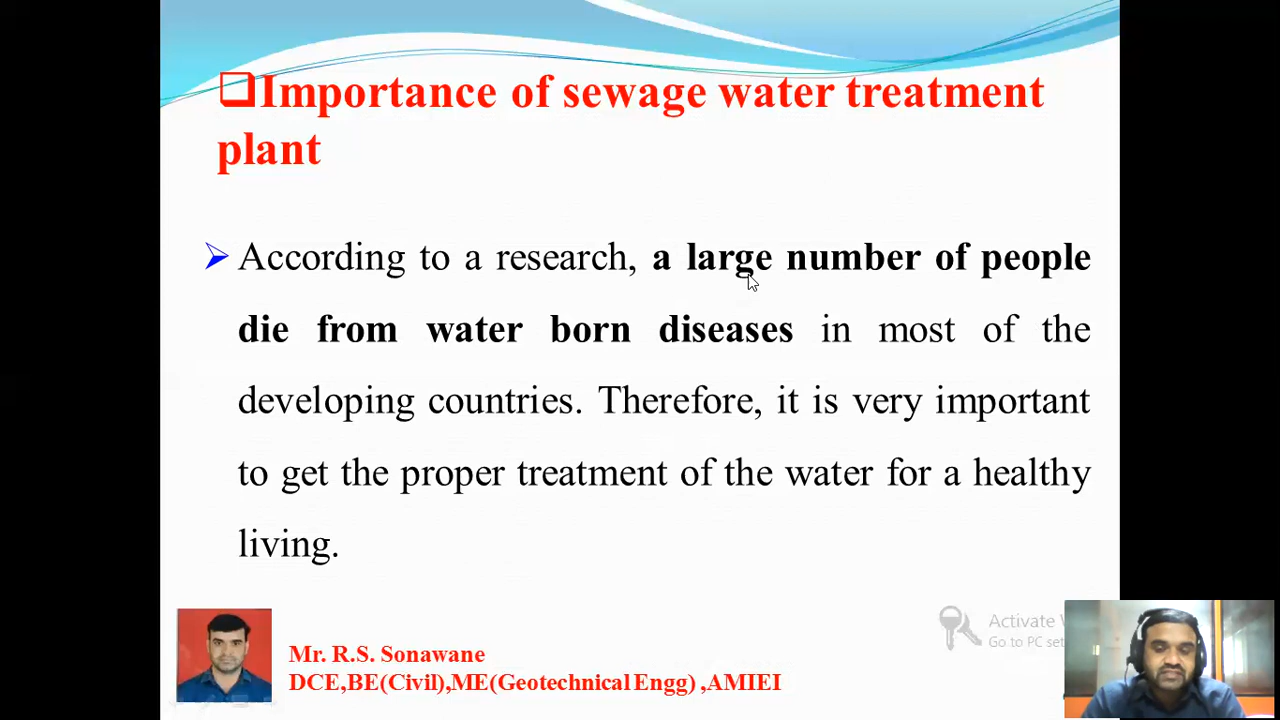 ❑Importance of sewage water treatment
plant
➢ According to a research, a large number of people
die from water born diseases in most of the
developing countries. Therefore, it is very important
to get the proper treatment of the water for a healthy
living.
Activate
Go to PC set
Mr. R.S. Sonawane
DCE,BE(Civil),ME(Geotechnical Engg) ,AMIEI